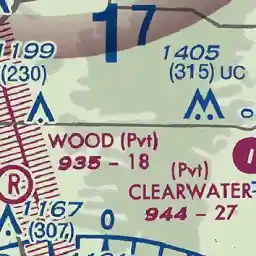 17
1199
(230)
1405
(315) UC
WOOD (Pvt)
935 - 18
(Pvt)
CLEARWATER
944 - 27
R
1167
(307)
0